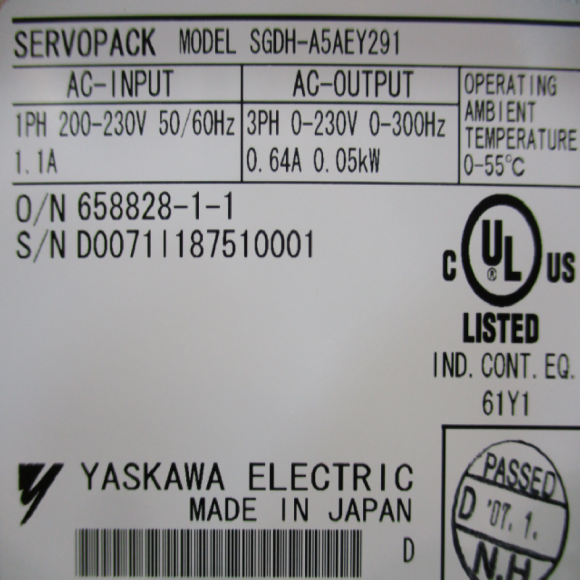 SERVOPACK MODEL SGDH-A5AEY291
AC-INPUT
1PH 200-230V 50/60Hz
1.1A
AC-OUTPUT
3PH 0-230V 0-300Hz
0.64A 0.05kW
OPERATING
AMBIENT
TEMPERATURE
0-55℃
O/N 658828-1-1
S/N D0071I187510001
C UL ® US
LISTED
IND. CONT. EQ.
61Y1
YASKAWA ELECTRIC
MADE IN JAPAN
D
PASSED
D '07. 1.
N.H